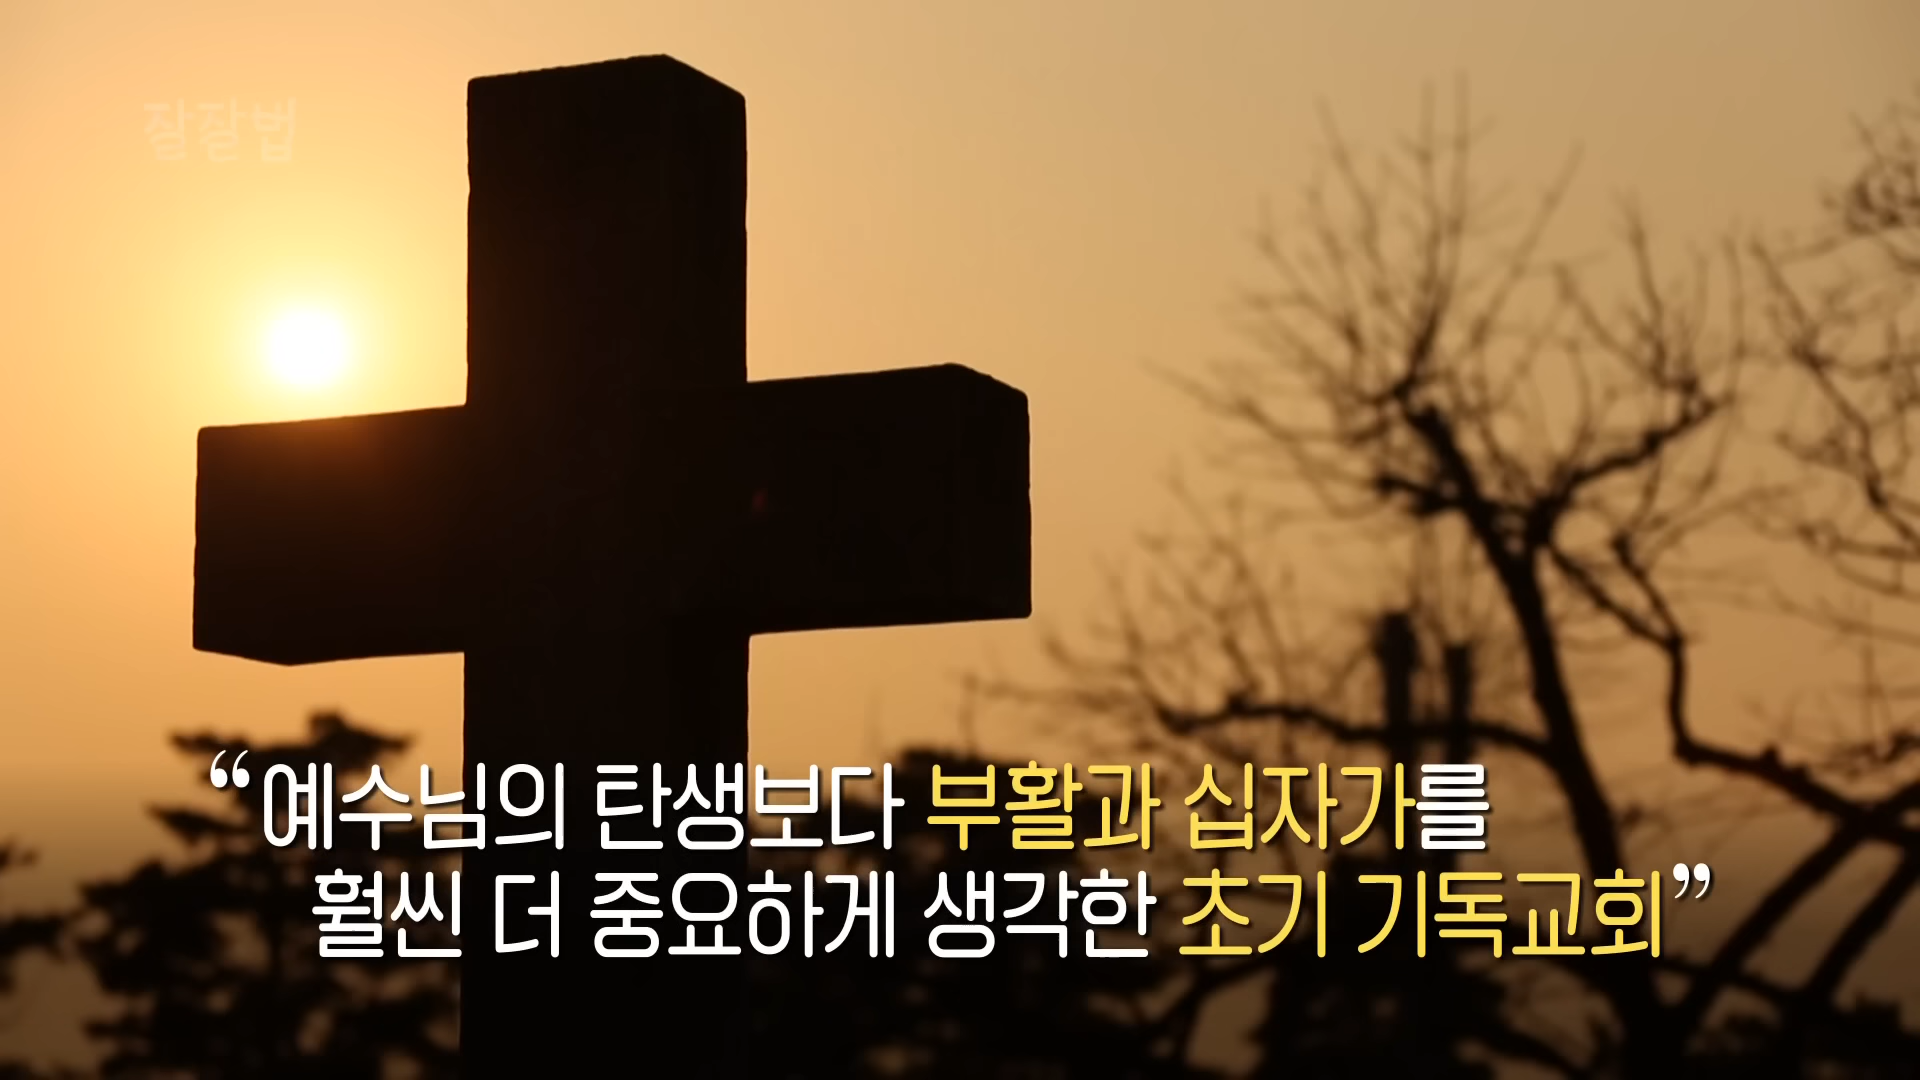 잘잘법
“예수님의 탄생보다 부활과 십자가를
훨씬 더 중요하게 생각한 초기 기독교회”